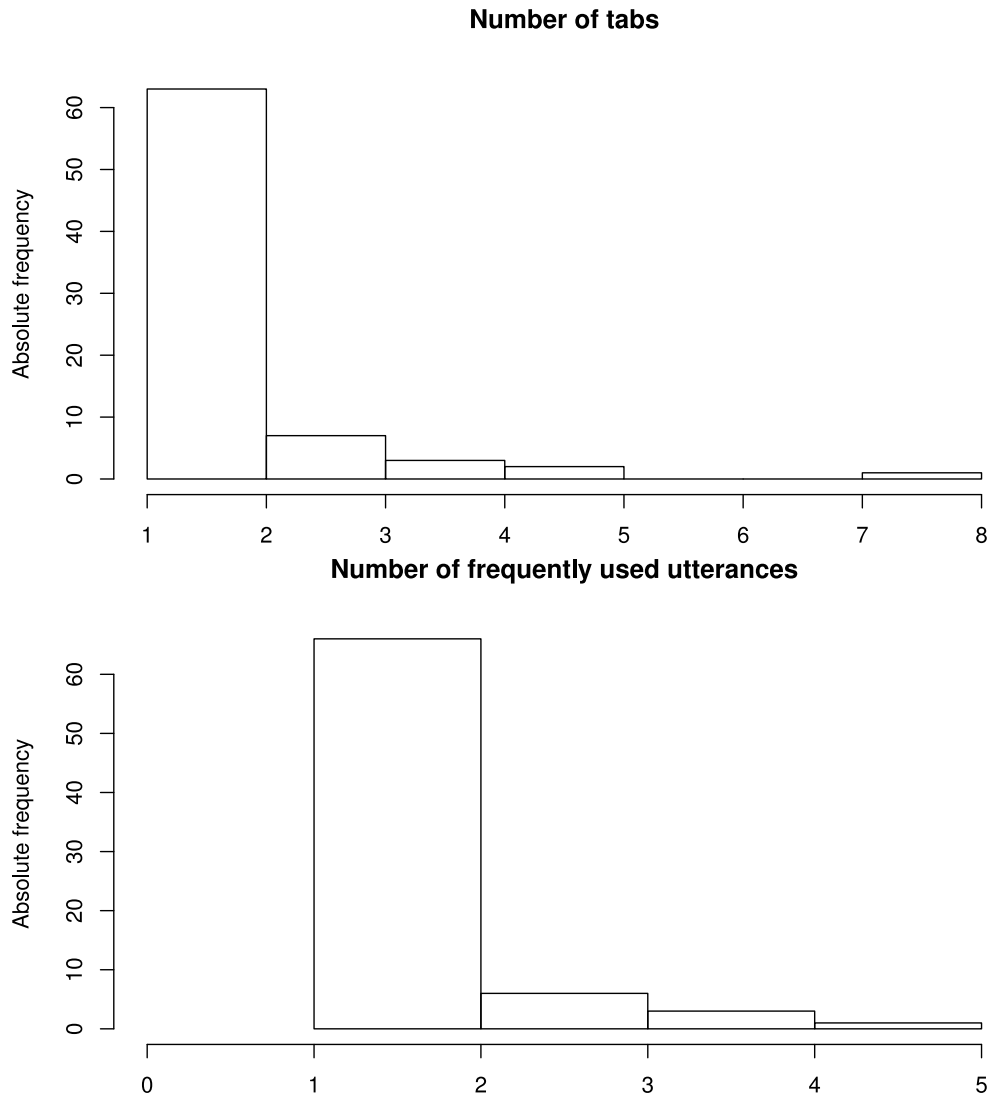 Number of tabs
Absolute frequency
60
50
40
30
20
10
0
1 2 3 4 5 6 7 8
Number of frequently used utterances
Absolute frequency
60
50
40
30
20
10
0
0 1 2 3 4 5